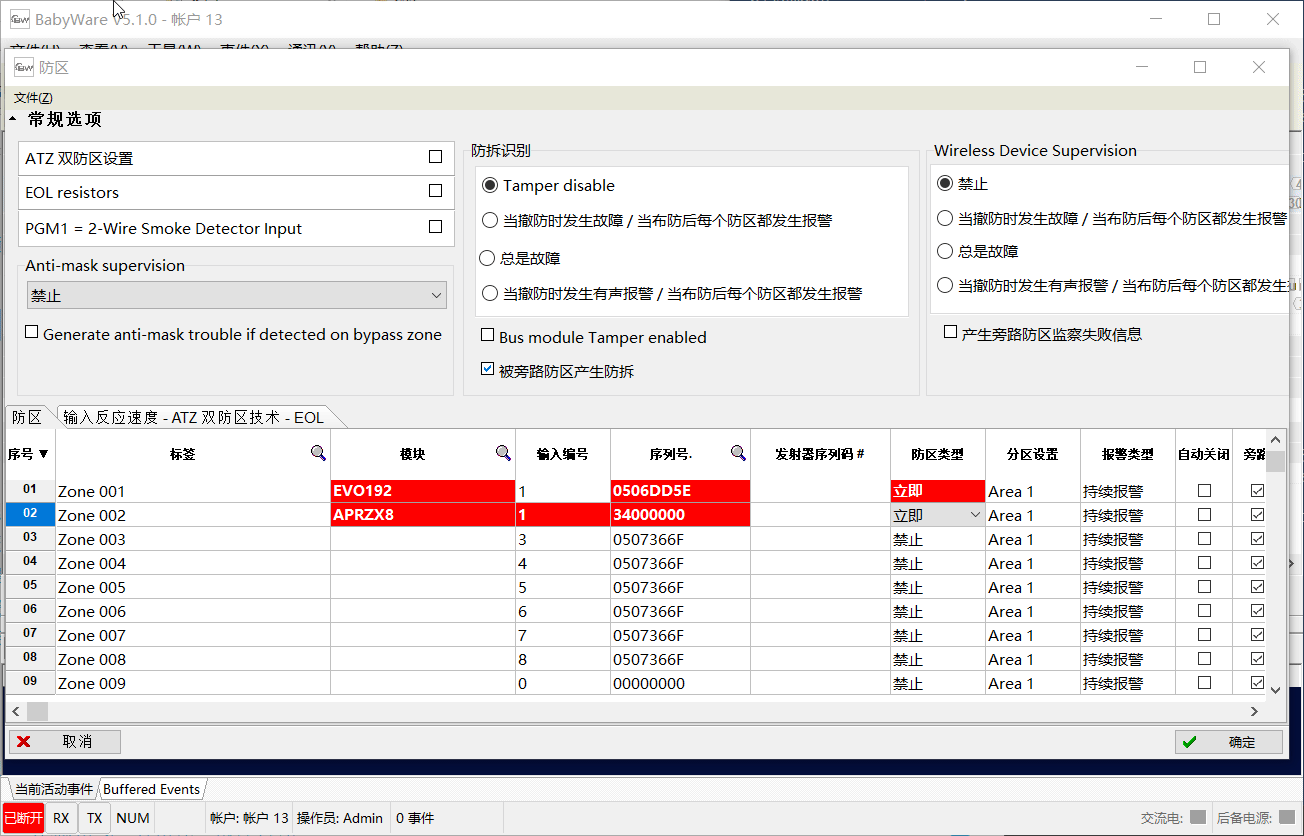 BabyWare V5.1.0 - 帐户 13
防区
文件(Z)
常规选项
ATZ 双防区设置
EOL resistors
PGM1 = 2-Wire Smoke Detector Input
Anti-mask supervision
禁止
Generate anti-mask trouble if detected on bypass zone
防拆识别
Tamper disable
当撤防时发生故障 / 当布防后每个防区都发生报警
总是故障
当撤防时发生有声报警 / 当布防后每个防区都发生报警
Bus module Tamper enabled
被旁路防区产生防拆
Wireless Device Supervision
禁止
当撤防时发生故障 / 当布防后每个防区都发生报警
总是故障
当撤防时发生有声报警 / 当布防后每个防区都发生
产生旁路防区监察失败信息
防区 输入反应速度 - ATZ 双防区技术 - EOL
序号 ▼ 标签 模块 输入编号 序列号. 发射器序列码 # 防区类型 分区设置 报警类型 自动关闭 旁路
01 Zone 001 EVO192 1 0506DD5E 立即 Area 1 持续报警
02 Zone 002 APRZX8 1 34000000 立即 Area 1 持续报警
03 Zone 003 3 0507366F 禁止 Area 1 持续报警
04 Zone 004 4 0507366F 禁止 Area 1 持续报警
05 Zone 005 5 0507366F 禁止 Area 1 持续报警
06 Zone 006 6 0507366F 禁止 Area 1 持续报警
07 Zone 007 7 0507366F 禁止 Area 1 持续报警
08 Zone 008 8 0507366F 禁止 Area 1 持续报警
09 Zone 009 0 00000000 禁止 Area 1 持续报警
取消 确定
当前活动事件 Buffered Events
已断开 RX TX NUM 帐户: 帐户 13 操作员: Admin 0 事件 交流电: 后备电源: